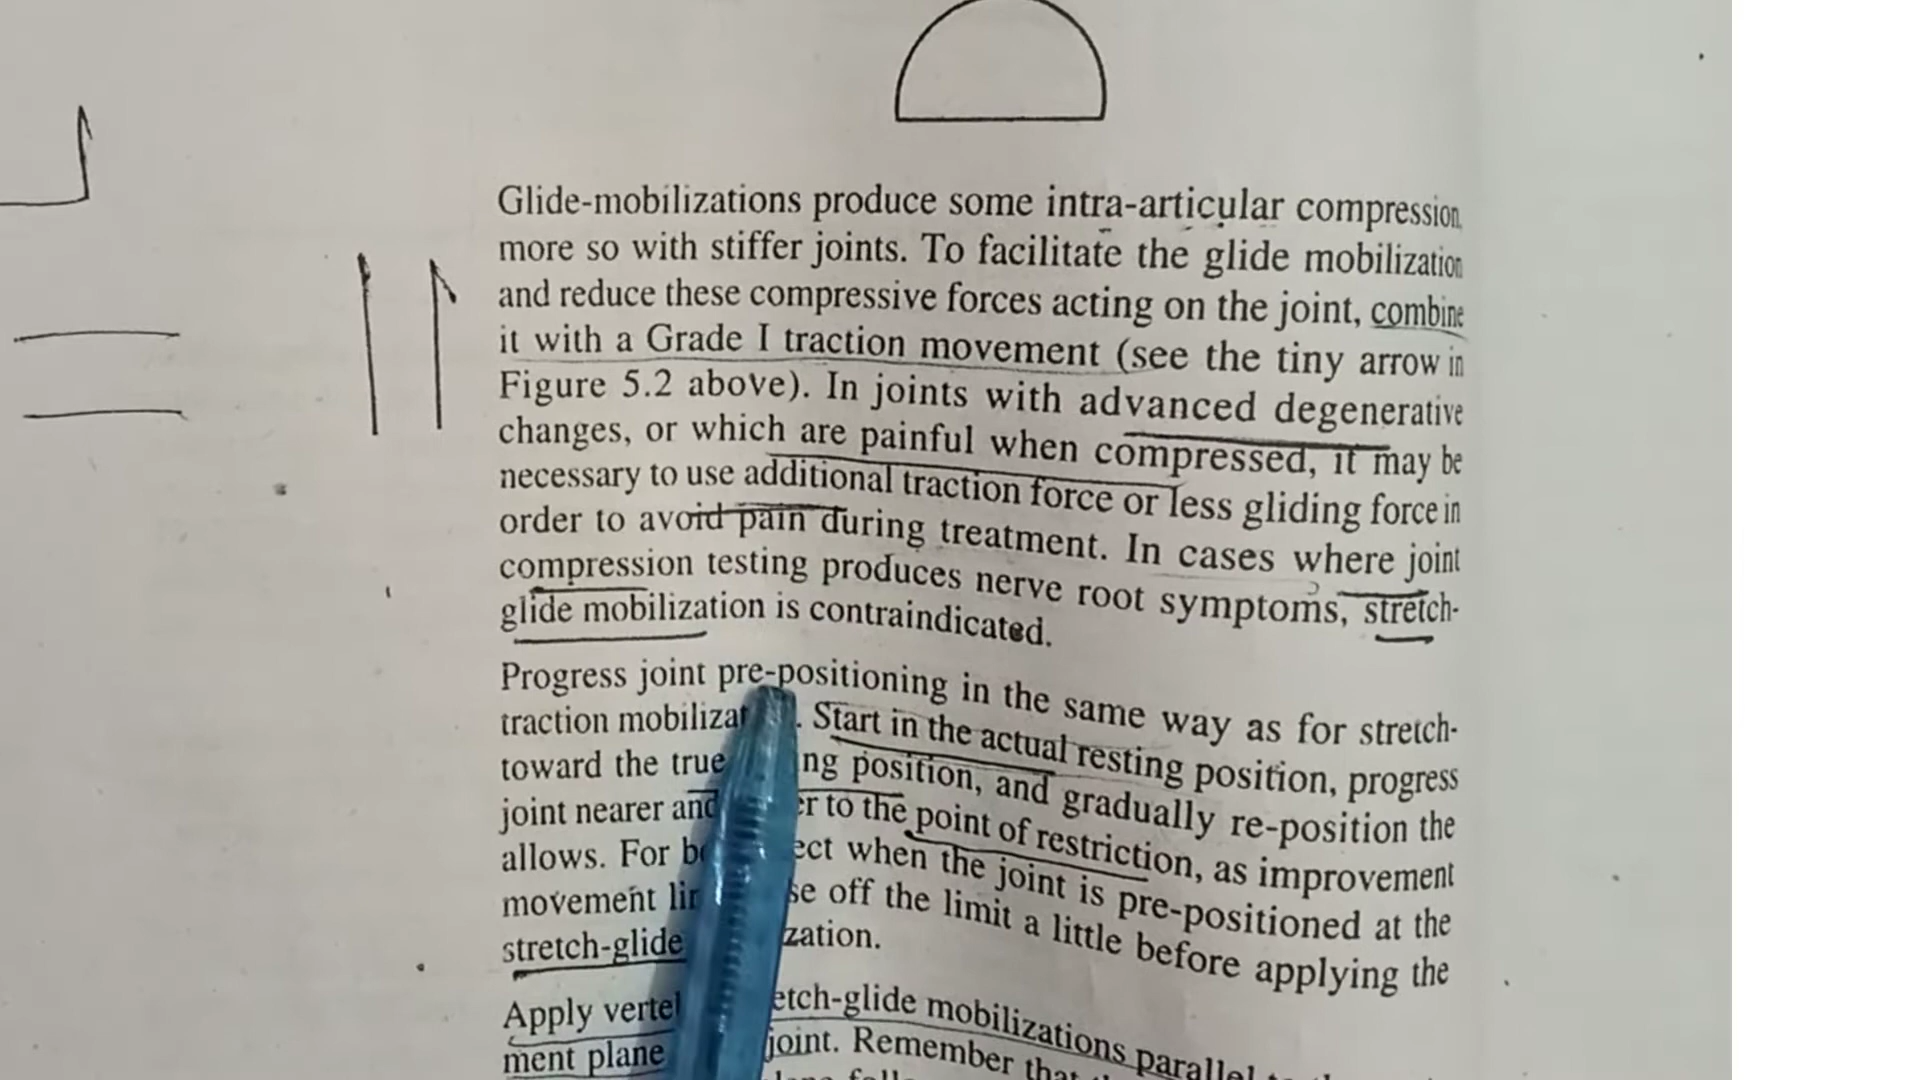 Glide-mobilizations produce some intra-articular compression
more so with stiffer joints. To facilitate the glide mobilization
and reduce these compressive forces acting on the joint, combine
it with a Grade I traction movement (see the tiny arrow in
Figure 5.2 above). In joints with advanced degenerative
changes, or which are painful when compressed, it may be
necessary to use additional traction force or less gliding force in
order to avoid pain during treatment. In cases where joint
compression testing produces nerve root symptoms, stretch-
glide mobilization is contraindicated.
Progress joint pre-positioning in the same way as for stretch-
traction . Start in the actual resting position, progress
toward the true position, and gradually re-position the
joint nearer and to the point of restriction, as improvement
allows. For when the joint is pre-positioned at the
movement off the limit a little before applying the
stretch-glide
Apply stretch-glide mobilizations parallel
ment plane joint. Remember that